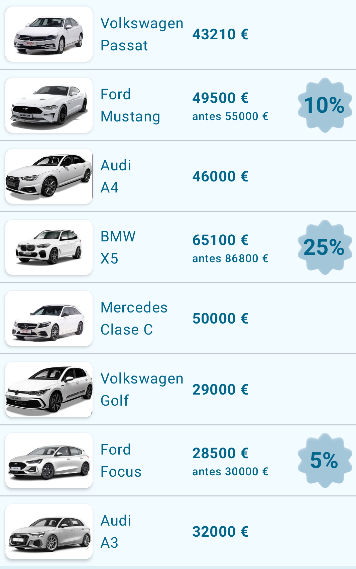 Volkswagen
Passat
43210 €
Ford
Mustang
49500 €
antes 55000 €
10%
Audi
A4
46000 €
BMW
X5
65100 €
antes 86800 €
25%
Mercedes
Clase C
50000 €
Volkswagen
Golf
29000 €
Ford
Focus
28500 €
antes 30000 €
5%
Audi
A3
32000 €